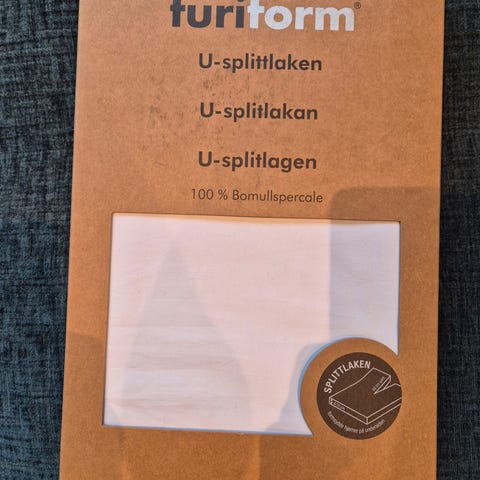 furiform®
U-splittlaken
U-splitlakan
U-splitlagen
100 % Bomullspercale
SPLITTLAKEN